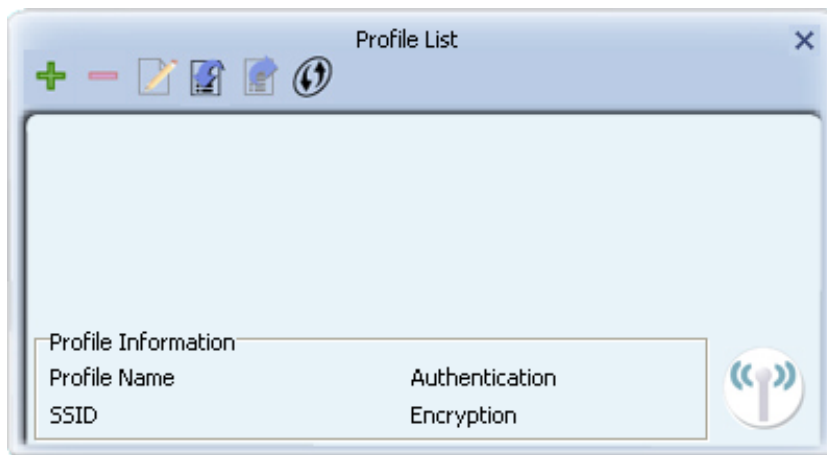 Profile List
Profile Information
Profile Name Authentication
SSID Encryption